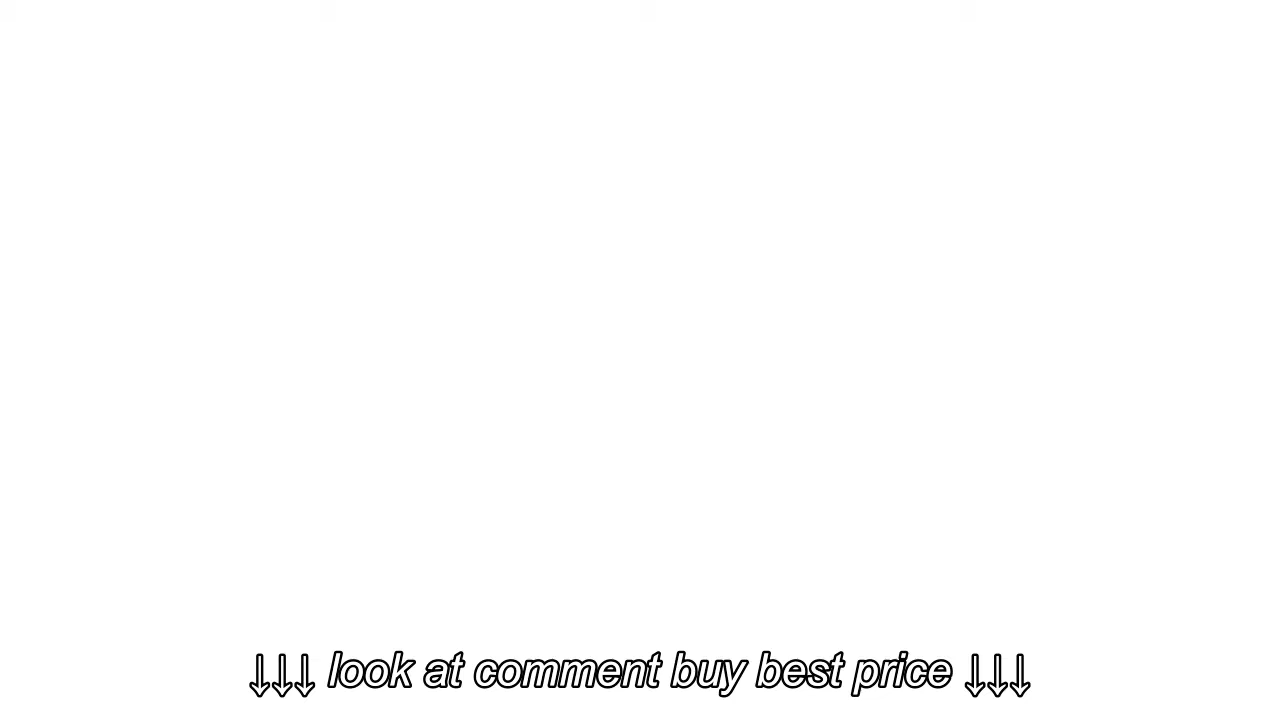 ↓↓↓ look at comment buy best price ↓↓↓